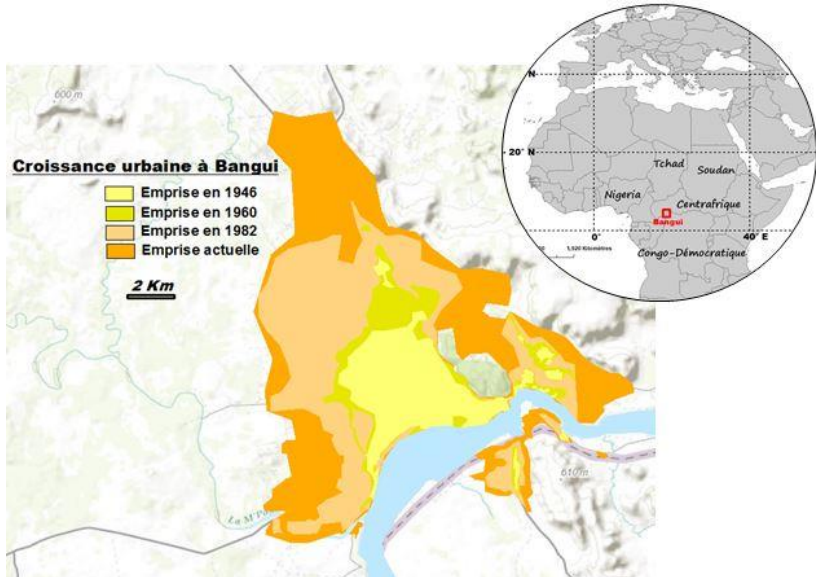 600 m
Croissance urbaine à Bangui
Emprise en 1946
Emprise en 1960
Emprise en 1982
Emprise actuelle
2 Km
610 m
N
20° N
Tchad
Soudan
Nigeria
Centrafrique
Bangui
0°
40° E
Kilomètres
Congo-Démocratique